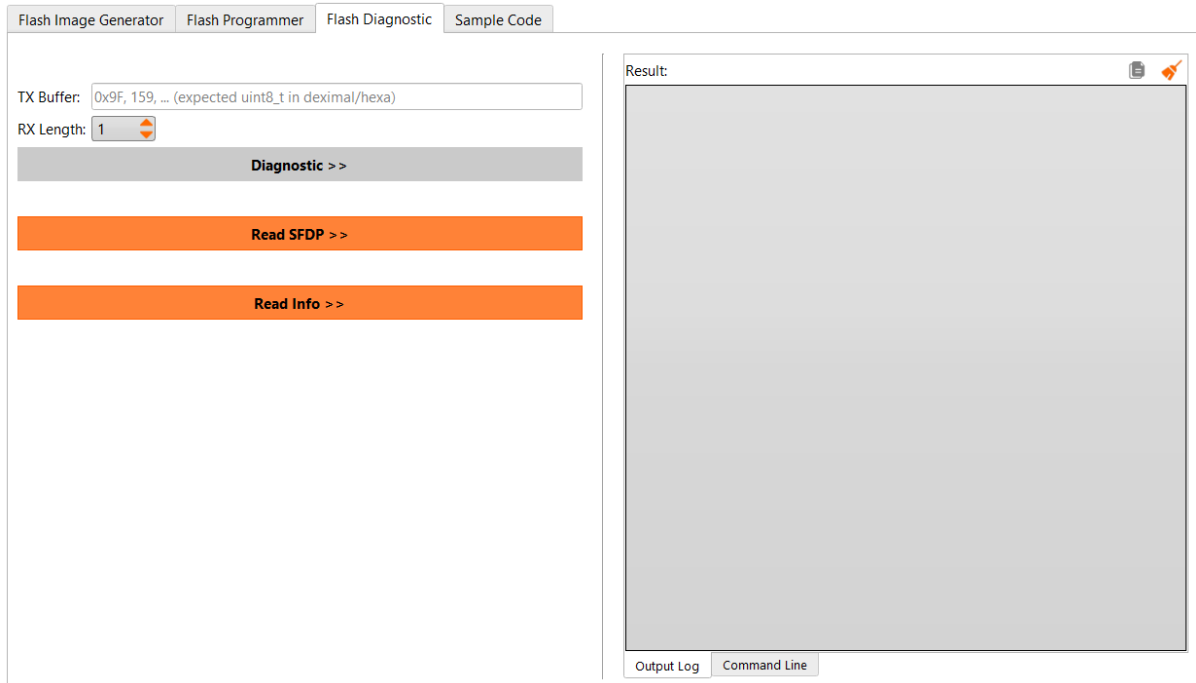 Flash Image Generator Flash Programmer Flash Diagnostic Sample Code
TX Buffer: 0x9F, 159, ... (expected uint8_t in deximal/hexa)
RX Length: 1
Diagnostic >>
Read SFDP >>
Read Info >>
Result:
Output Log Command Line